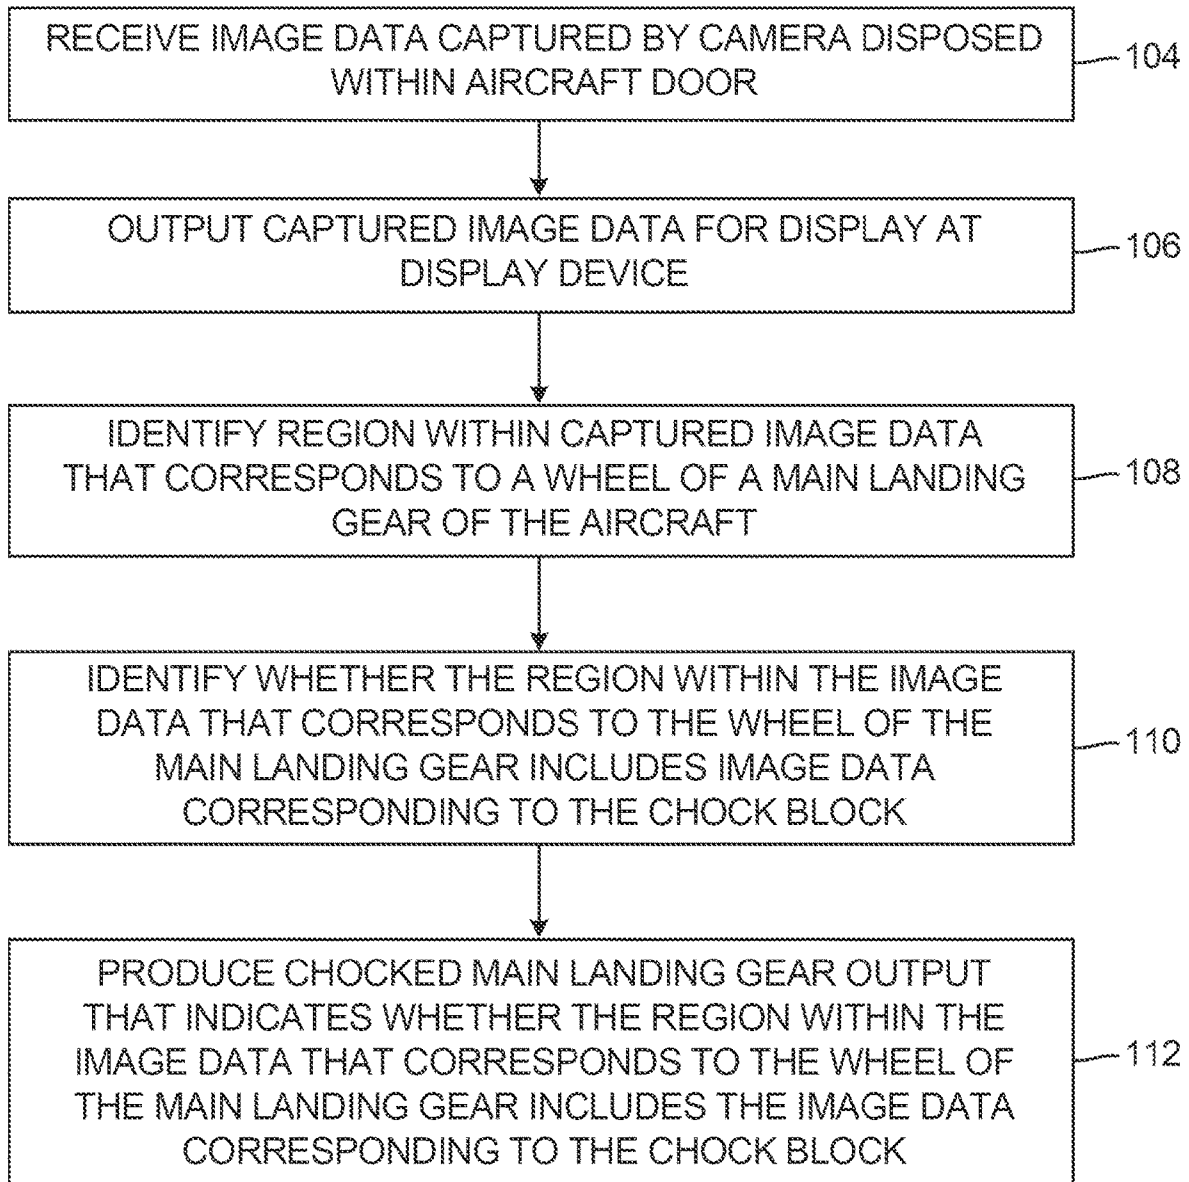 RECEIVE IMAGE DATA CAPTURED BY CAMERA DISPOSED
WITHIN AIRCRAFT DOOR
104
OUTPUT CAPTURED IMAGE DATA FOR DISPLAY AT
DISPLAY DEVICE
106
IDENTIFY REGION WITHIN CAPTURED IMAGE DATA
THAT CORRESPONDS TO A WHEEL OF A MAIN LANDING
GEAR OF THE AIRCRAFT
108
IDENTIFY WHETHER THE REGION WITHIN THE IMAGE
DATA THAT CORRESPONDS TO THE WHEEL OF THE
MAIN LANDING GEAR INCLUDES IMAGE DATA
CORRESPONDING TO THE CHOCK BLOCK
110
PRODUCE CHOCKED MAIN LANDING GEAR OUTPUT
THAT INDICATES WHETHER THE REGION WITHIN THE
IMAGE DATA THAT CORRESPONDS TO THE WHEEL OF
THE MAIN LANDING GEAR INCLUDES THE IMAGE DATA
CORRESPONDING TO THE CHOCK BLOCK
112